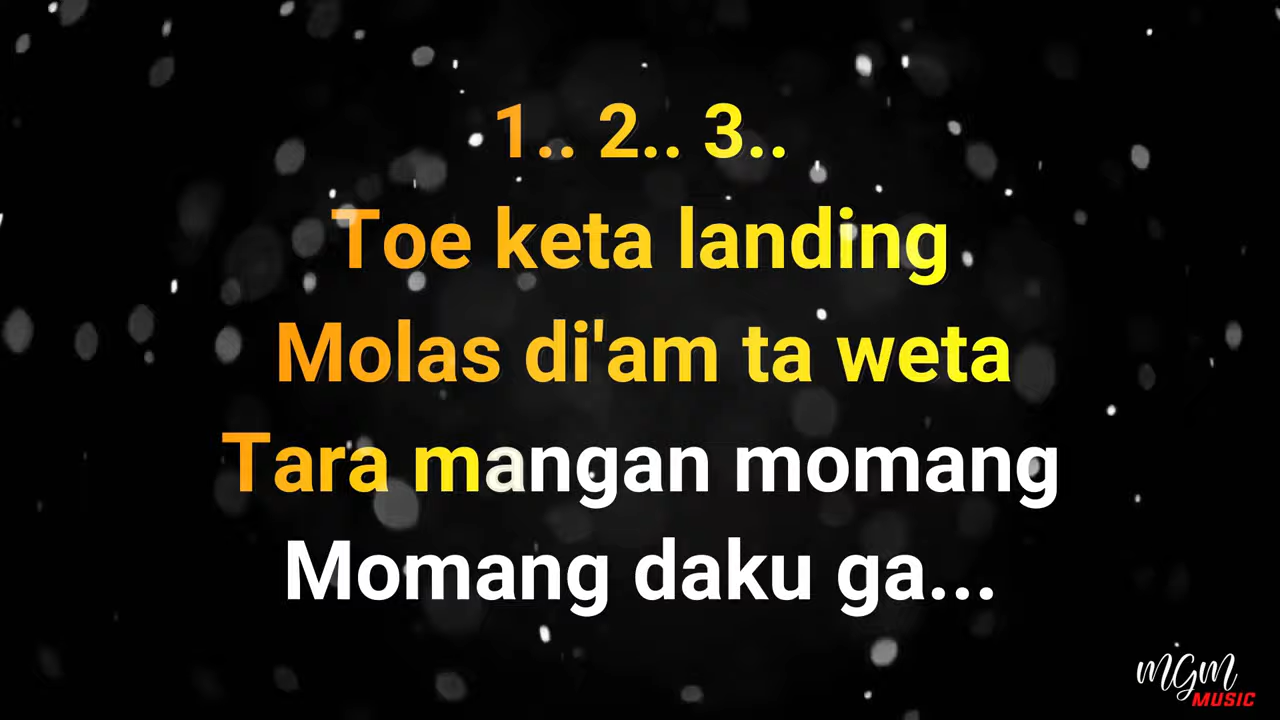 1.. 2.. 3..
Toe keta landing
Molas di'am ta weta
Tara mangan momang
Momang daku ga...
MGM
MUSIC